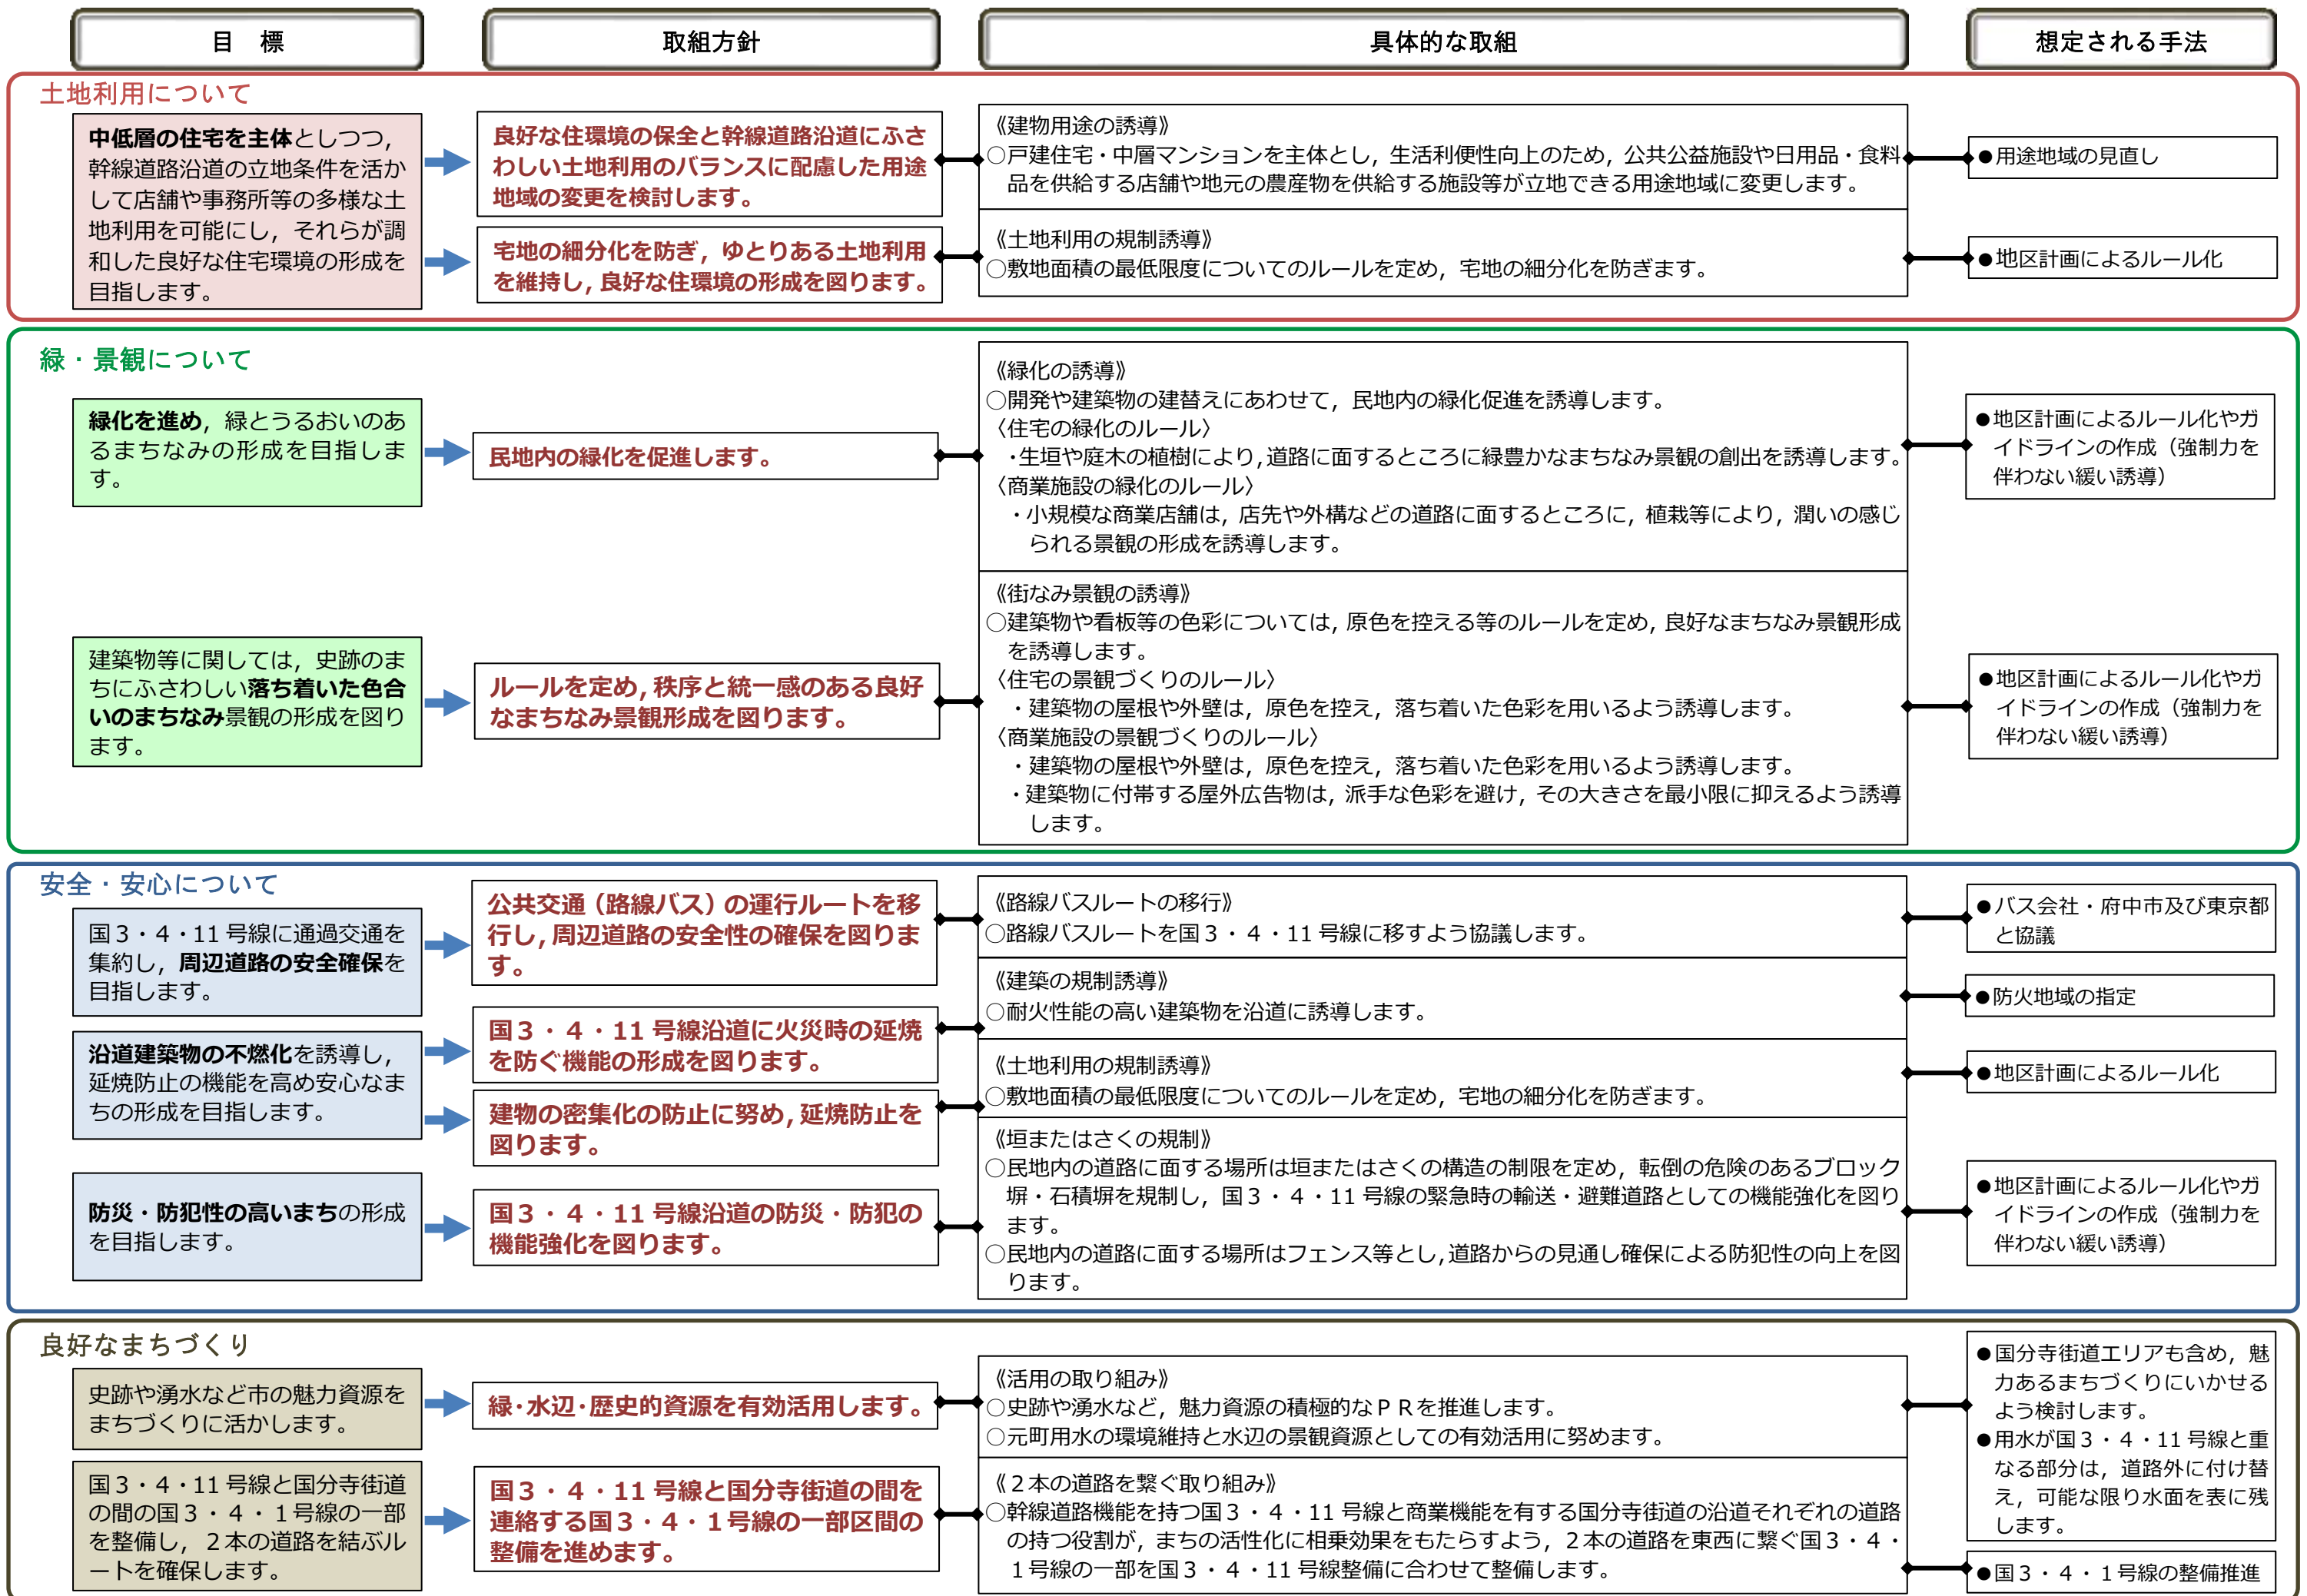 目　標
取組方針
具体的な取組
想定される手法
土地利用について
中低層の住宅を主体としつつ，
幹線道路沿道の立地条件を活か
して店舗や事務所等の多様な土
地利用を可能にし，それらが調
和した良好な住宅環境の形成を
目指します。
良好な住環境の保全と幹線道路沿道にふさ
わしい土地利用のバランスに配慮した用途
地域の変更を検討します。
宅地の細分化を防ぎ，ゆとりある土地利用
を維持し，良好な住環境の形成を図ります。
《建物用途の誘導》
○戸建住宅・中層マンションを主体とし，生活利便性向上のため，公共公益施設や日用品・食料
品を供給する店舗や地元の農産物を供給する施設等が立地できる用途地域に変更します。
《土地利用の規制誘導》
○敷地面積の最低限度についてのルールを定め，宅地の細分化を防ぎます。
●用途地域の見直し
●地区計画によるルール化
緑・景観について
緑化を進め，緑とうるおいのあ
るまちなみの形成を目指しま
す。
民地内の緑化を促進します。
《緑化の誘導》
○開発や建築物の建替えにあわせて，民地内の緑化促進を誘導します。
〈住宅の緑化のルール〉
・生垣や庭木の植樹により，道路に面するところに緑豊かなまちなみ景観の創出を誘導します。
〈商業施設の緑化のルール〉
・小規模な商業店舗は，店先や外構などの道路に面するところに，植栽等により，潤いの感じ
られる景観の形成を誘導します。
●地区計画によるルール化やガ
イドラインの作成（強制力を
伴わない緩い誘導）
建築物等に関しては，史跡のま
ちにふさわしい落ち着いた色合
いのまちなみ景観の形成を図り
ます。
ルールを定め，秩序と統一感のある良好
なまちなみ景観形成を図ります。
《街なみ景観の誘導》
○建築物や看板等の色彩については，原色を控える等のルールを定め，良好なまちなみ景観形成
を誘導します。
〈住宅の景観づくりのルール〉
・建築物の屋根や外壁は，原色を控え，落ち着いた色彩を用いるよう誘導します。
〈商業施設の景観づくりのルール〉
・建築物の屋根や外壁は，原色を控え，落ち着いた色彩を用いるよう誘導します。
・建築物に付帯する屋外広告物は，派手な色彩を避け，その大きさを最小限に抑えるよう誘導
します。
●地区計画によるルール化やガ
イドラインの作成（強制力を
伴わない緩い誘導）
安全・安心について
国３・４・11 号線に通過交通を
集約し，周辺道路の安全確保を
目指します。
沿道建築物の不燃化を誘導し，
延焼防止の機能を高め安心なま
ちの形成を目指します。
防災・防犯性の高いまちの形成
を目指します。
公共交通（路線バス）の運行ルートを移
行し，周辺道路の安全性の確保を図りま
す。
国３・４・11 号線沿道に火災時の延焼
を防ぐ機能の形成を図ります。
建物の密集化の防止に努め，延焼防止を
図ります。
国３・４・11 号線沿道の防災・防犯の
機能強化を図ります。
《路線バスルートの移行》
○路線バスルートを国３・４・11 号線に移すよう協議します。
《建築の規制誘導》
○耐火性能の高い建築物を沿道に誘導します。
《土地利用の規制誘導》
○敷地面積の最低限度についてのルールを定め，宅地の細分化を防ぎます。
《垣またはさくの規制》
○民地内の道路に面する場所は垣またはさくの構造の制限を定め，転倒の危険のあるブロック
塀・石積塀を規制し，国３・４・11 号線の緊急時の輸送・避難道路としての機能強化を図り
ます。
○民地内の道路に面する場所はフェンス等とし，道路からの見通し確保による防犯性の向上を図
ります。
●バス会社・府中市及び東京都
と協議
●防火地域の指定
●地区計画によるルール化
●地区計画によるルール化やガ
イドラインの作成（強制力を
伴わない緩い誘導）
良好なまちづくり
史跡や湧水など市の魅力資源を
まちづくりに活かします。
国３・４・11 号線と国分寺街道
の間の国３・４・１号線の一部
を整備し，２本の道路を結ぶル
ートを確保します。
緑・水辺・歴史的資源を有効活用します。
国３・４・11 号線と国分寺街道の間を
連絡する国３・４・１号線の一部区間の
整備を進めます。
《活用の取り組み》
○史跡や湧水など，魅力資源の積極的なＰＲを推進します。
○元町用水の環境維持と水辺の景観資源としての有効活用に努めます。
《２本の道路を繋ぐ取り組み》
○幹線道路機能を持つ国３・４・11 号線と商業機能を有する国分寺街道の沿道それぞれの道路
の持つ役割が，まちの活性化に相乗効果をもたらすよう，２本の道路を東西に繋ぐ国３・４・
１号線の一部を国３・４・11 号線整備に合わせて整備します。
●国分寺街道エリアも含め，魅
力あるまちづくりにいかせる
よう検討します。
●用水が国３・４・11 号線と重
なる部分は，道路外に付け替
え，可能な限り水面を表に残
します。
●国３・４・１号線の整備推進